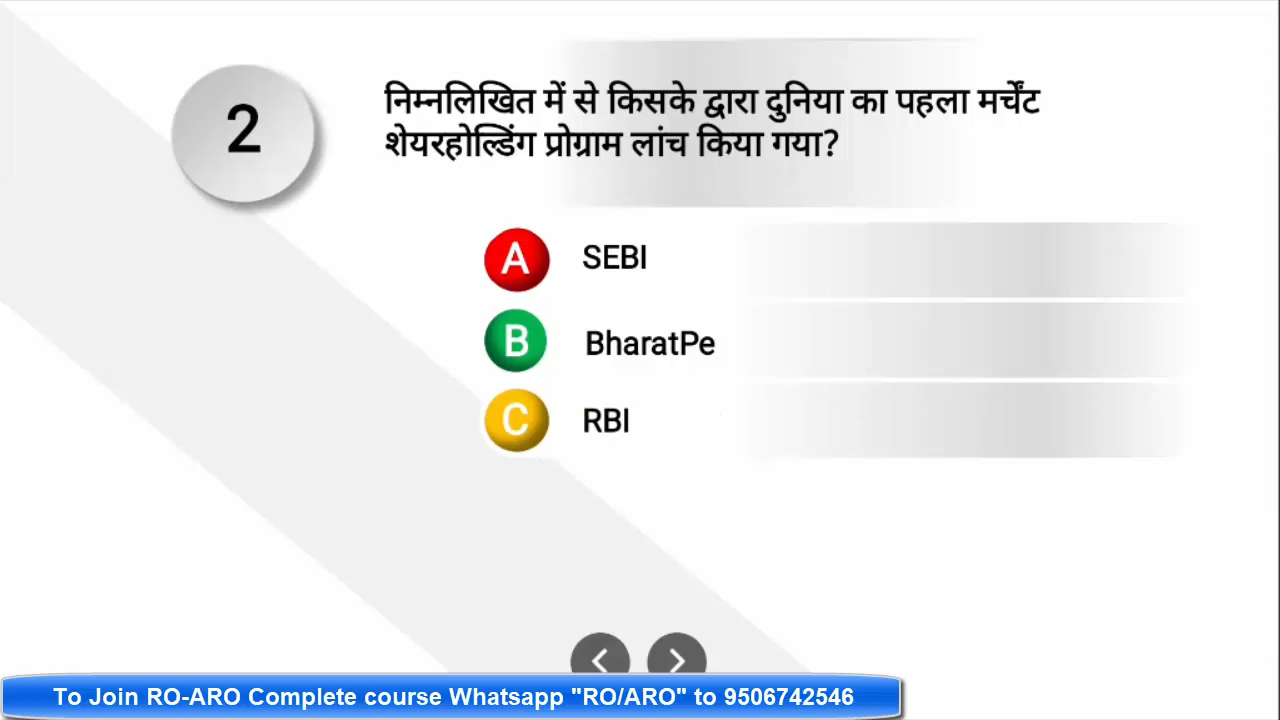 2
निम्नलिखित में से किसके द्वारा दुनिया का पहला मर्चेंट
शेयरहोल्डिंग प्रोग्राम लांच किया गया?
A SEBI
B BharatPe
C RBI
To Join RO-ARO Complete course Whatsapp "RO/ARO" to 9506742546